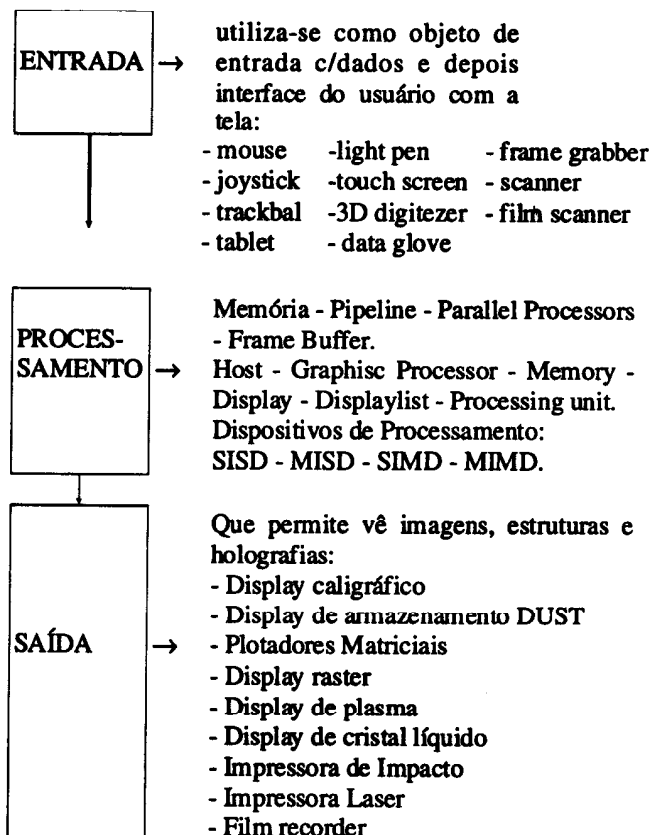 ENTRADA →
utiliza-se como objeto de
entrada c/dados e depois
interface do usuário com a
tela:
- mouse -light pen - frame grabber
- joystick -touch screen - scanner
- trackbal -3D digitezer - film scanner
- tablet - data glove
PROCES-
SAMENTO →
Memória - Pipeline - Parallel Processors
- Frame Buffer.
Host - Graphisc Processor - Memory -
Display - Displaylist - Processing unit.
Dispositivos de Processamento:
SISD - MISD - SIMD - MIMD.
SAÍDA →
Que permite vê imagens, estruturas e
holografias:
- Display caligráfico
- Display de armazenamento DUST
- Plotadores Matriciais
- Display raster
- Display de plasma
- Display de cristal líquido
- Impressora de Impacto
- Impressora Laser
- Film recorder